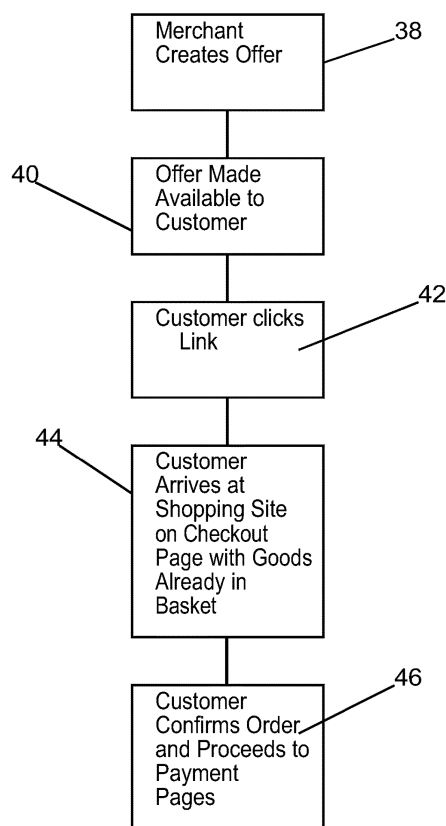 Merchant
Creates Offer
38
40
Offer Made
Available to
Customer
42
Customer clicks
Link
44
Customer
Arrives at
Shopping Site
on Checkout
Page with Goods
Already in
Basket
46
Customer
Confirms Order
and Proceeds to
Payment
Pages